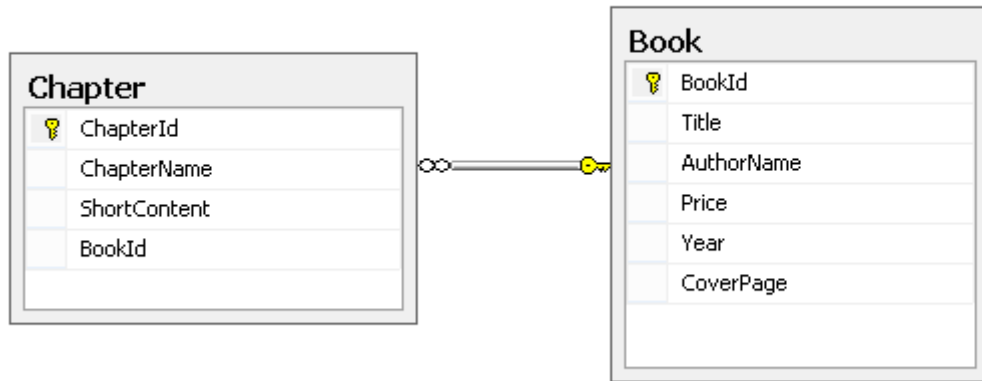 Chapter
ChapterId
ChapterName
ShortContent
BookId
Book
BookId
Title
AuthorName
Price
Year
CoverPage